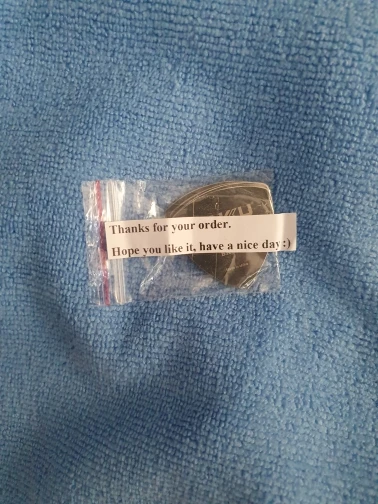 Thanks for your order.
Hope you like it, have a nice day:)